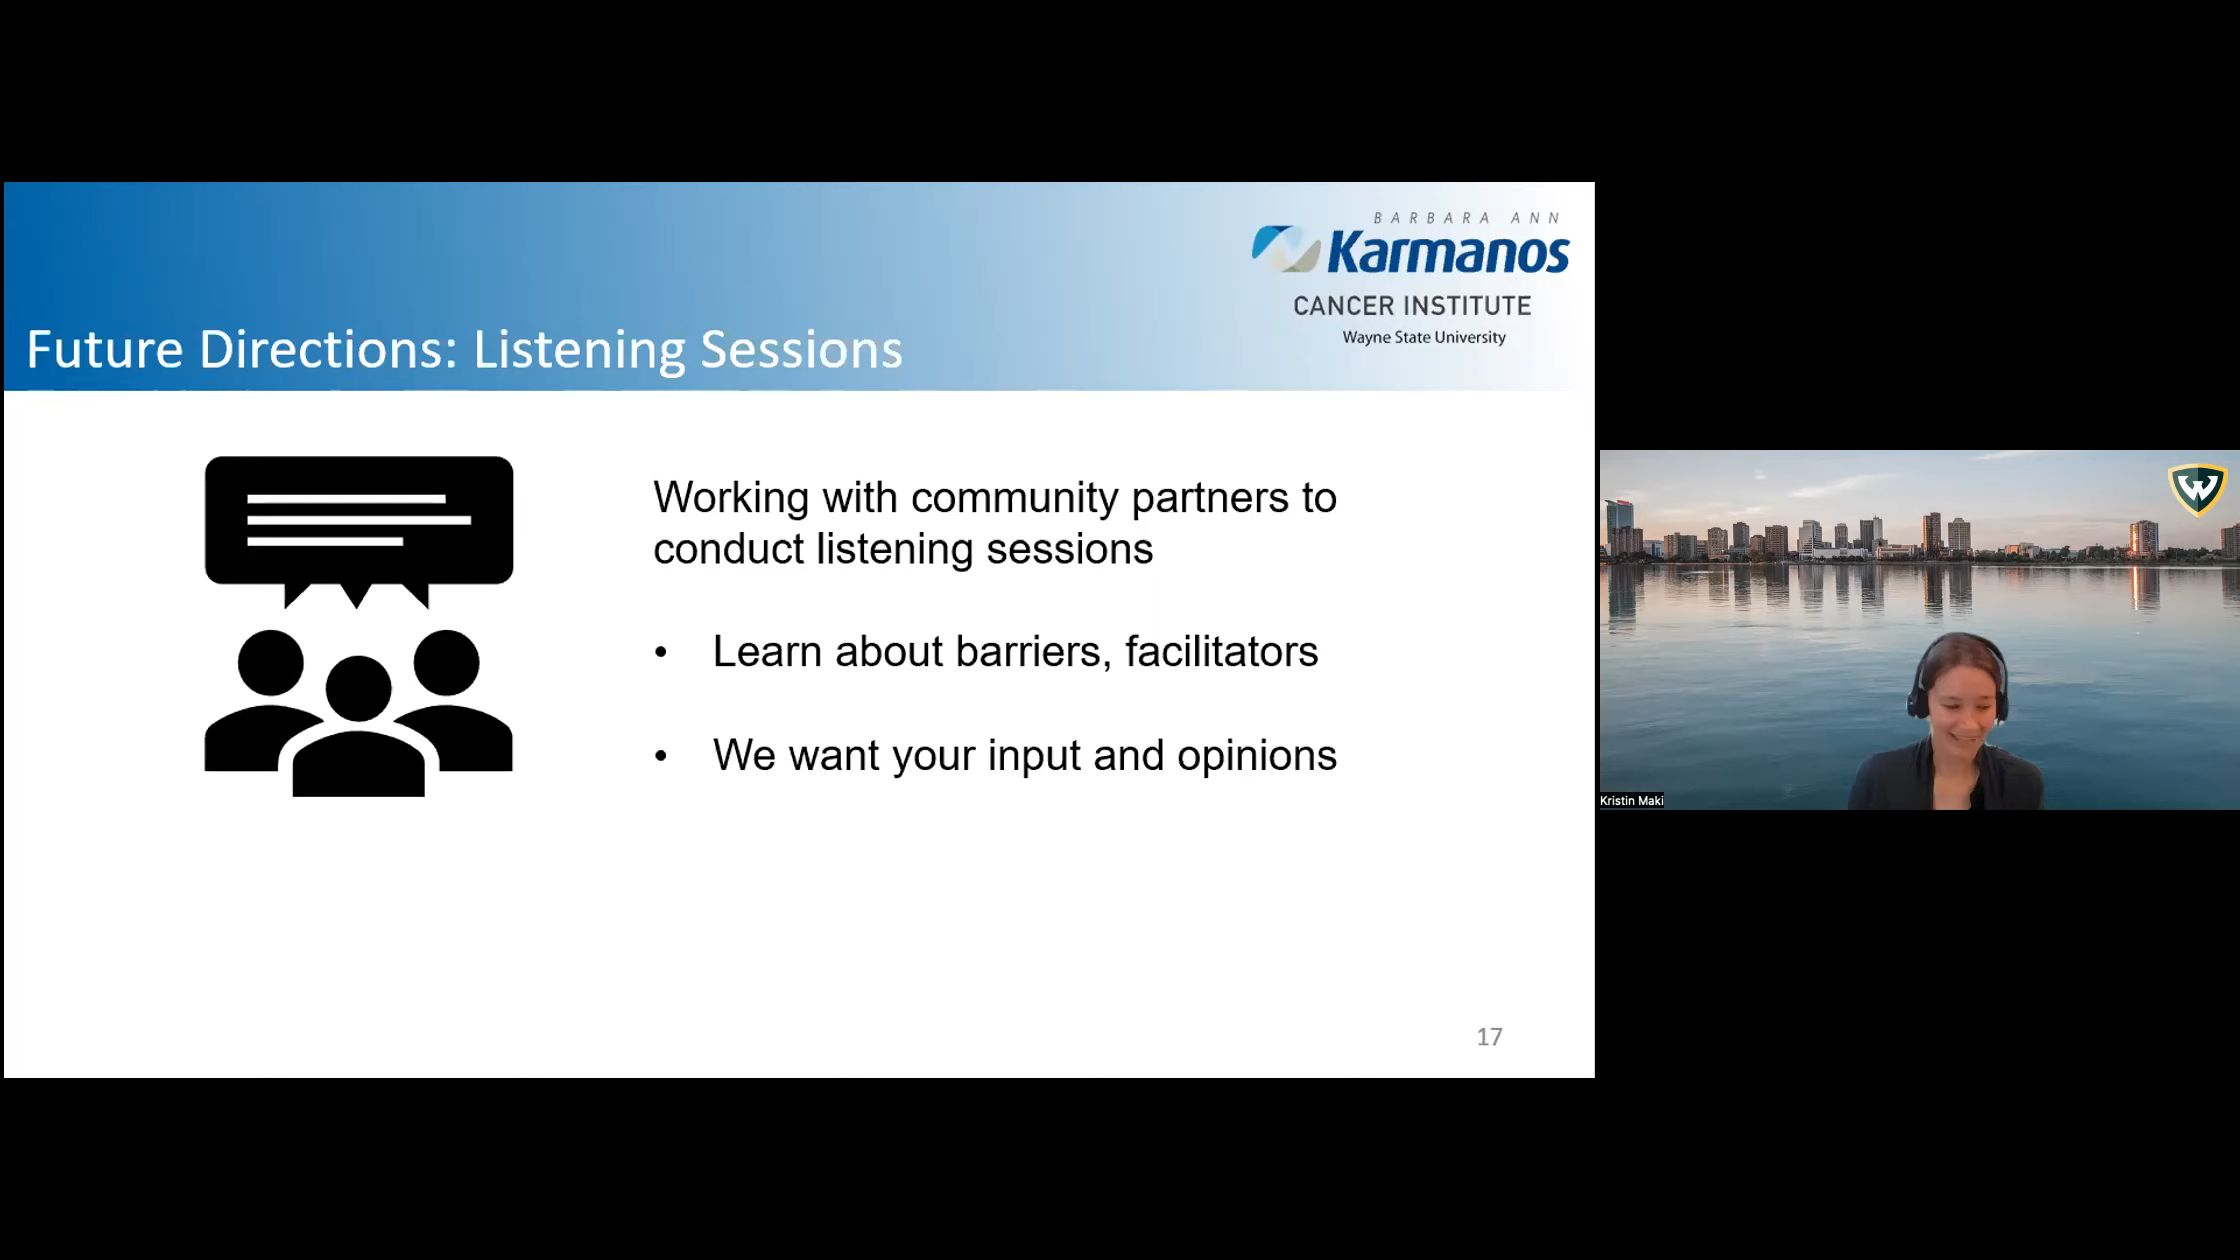 BARBARA ANN
Karmanos
CANCER INSTITUTE
Wayne State University
Future Directions: Listening Sessions
Working with community partners to
conduct listening sessions
• Learn about barriers, facilitators
• We want your input and opinions
17
W
Kristin Maki